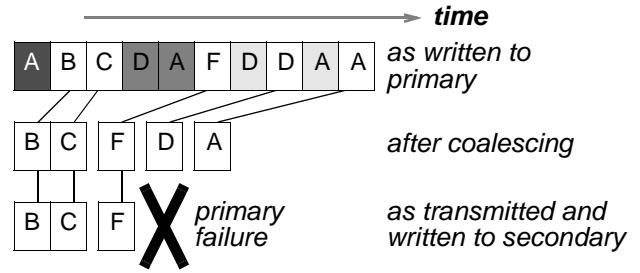 time
A B C D A F D D A A
as written to
primary
B C F D A
after coalescing
B C F
primary
failure
as transmitted and
written to secondary